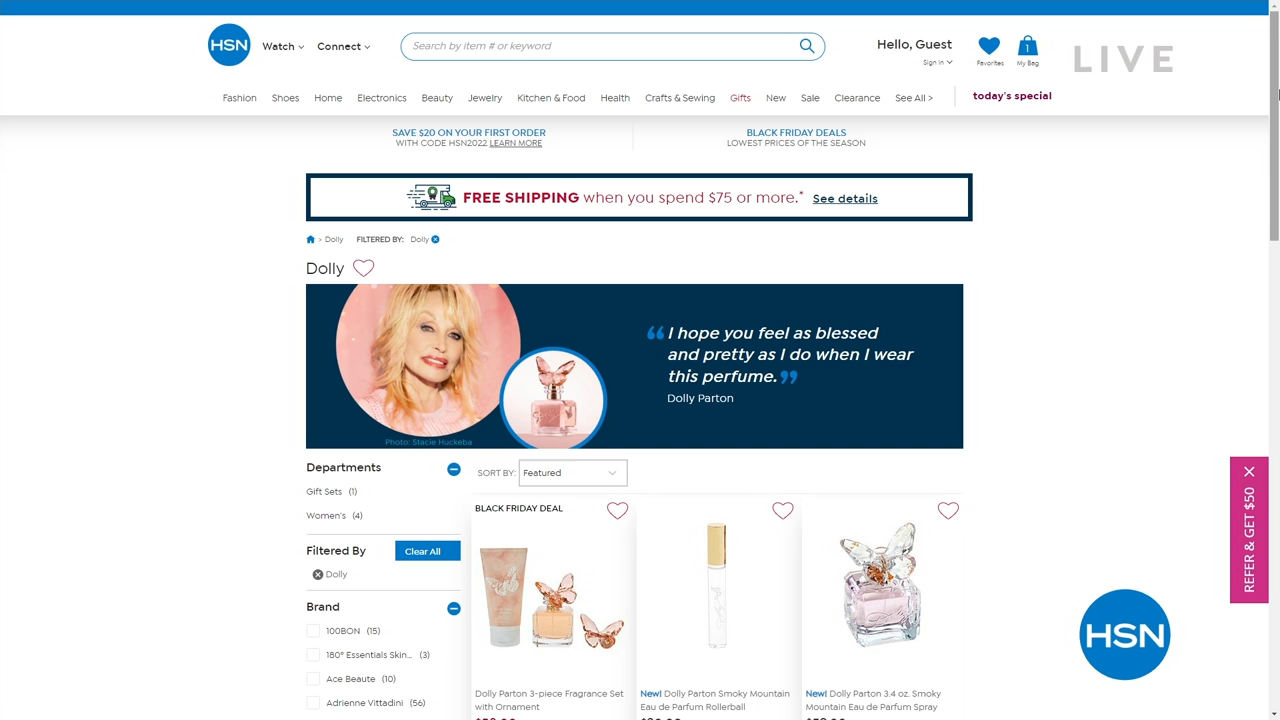 HSN
Watch
Connect
Search by item # or keyword
Hello, Guest
Sign In
Favorites
1
My Bag
LIVE
Fashion
Shoes
Home
Electronics
Beauty
Jewelry
Kitchen & Food
Health
Crafts & Sewing
Gifts
New
Sale
Clearance
See All >
today's special
SAVE $20 ON YOUR FIRST ORDER
WITH CODE HSN2022 LEARN MORE
BLACK FRIDAY DEALS
LOWEST PRICES OF THE SEASON
FREE SHIPPING when you spend $75 or more.* See details
> Dolly FILTERED BY: Dolly
Dolly
“I hope you feel as blessed
and pretty as I do when I wear
this perfume.”
Dolly Parton
Photo: Stacie Huckeba
Departments
Gift Sets (1)
Women's (4)
Filtered By
Clear All
Dolly
Brand
100BON (15)
180° Essentials Skin... (3)
Ace Beaute (10)
Adrienne Vittadini (56)
SORT BY: Featured
BLACK FRIDAY DEAL
Dolly Parton 3-piece Fragrance Set
with Ornament
New! Dolly Parton Smoky Mountain
Eau de Parfum Rollerball
New! Dolly Parton 3.4 oz. Smoky
Mountain Eau de Parfum Spray
REFER & GET $50
HSN